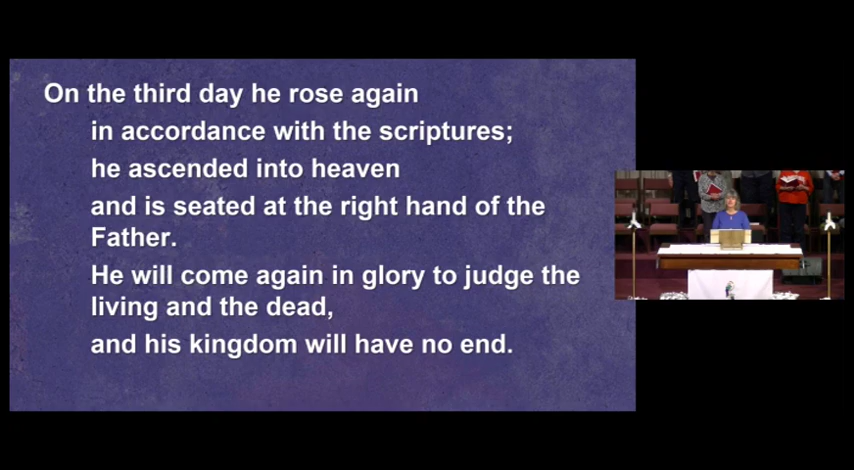 On the third day he rose again
in accordance with the scriptures;
he ascended into heaven
and is seated at the right hand of the
Father.
He will come again in glory to judge the
living and the dead,
and his kingdom will have no end.